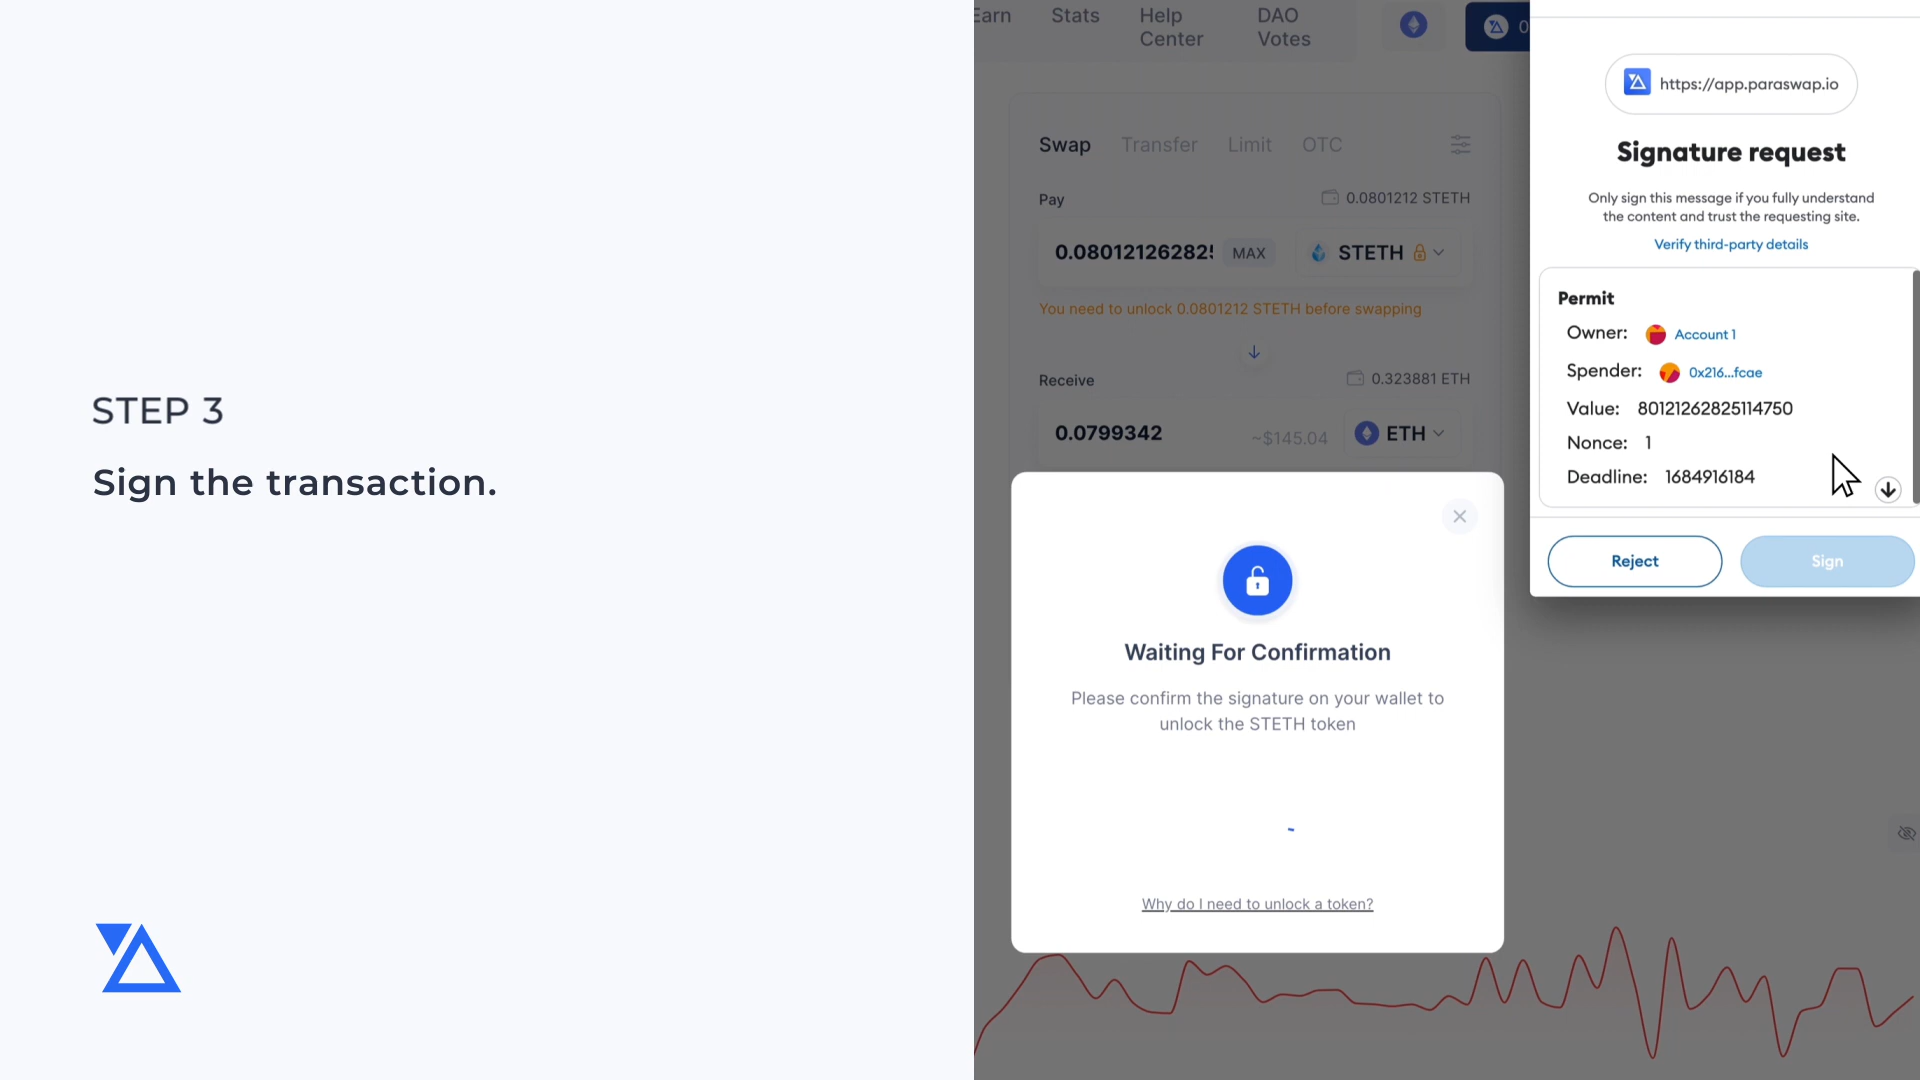 STEP 3
Sign the transaction.
Earn
Stats
Help
Center
DAO
Votes
0
Swap
Transfer
Limit
OTC
Pay
0.0801212 STETH
0.080121262825
MAX
STETH
You need to unlock 0.0801212 STETH before swapping
Receive
0.323881 ETH
0.0799342
~$145.04
ETH
Waiting For Confirmation
Please confirm the signature on your wallet to
unlock the STETH token
Why do I need to unlock a token?
https://app.paraswap.io
Signature request
Only sign this message if you fully understand
the content and trust the requesting site.
Verify third-party details
Permit
Owner: Account 1
Spender: 0x216...fcae
Value: 80121262825114750
Nonce: 1
Deadline: 1684916184
Reject
Sign